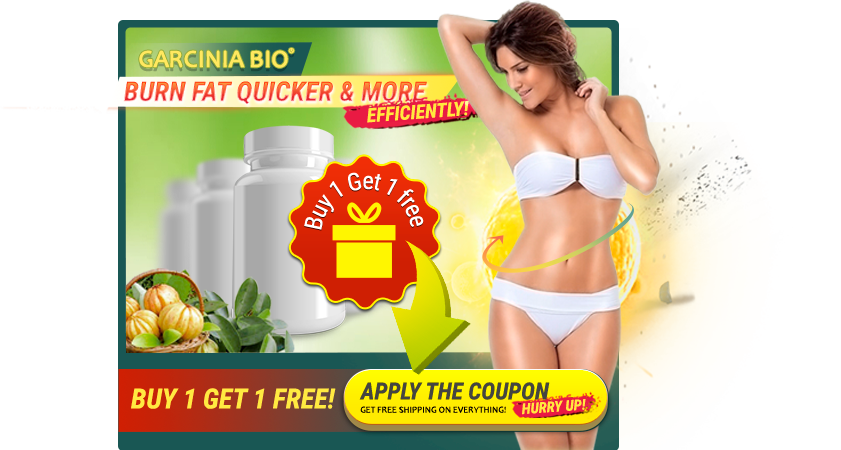 GARCINIA BIO®
BURN FAT QUICKER & MORE
EFFICIENTLY!
Buy 1 Get 1 free
BUY 1 GET 1 FREE!
APPLY THE COUPON
GET FREE SHIPPING ON EVERYTHING!
HURRY UP!